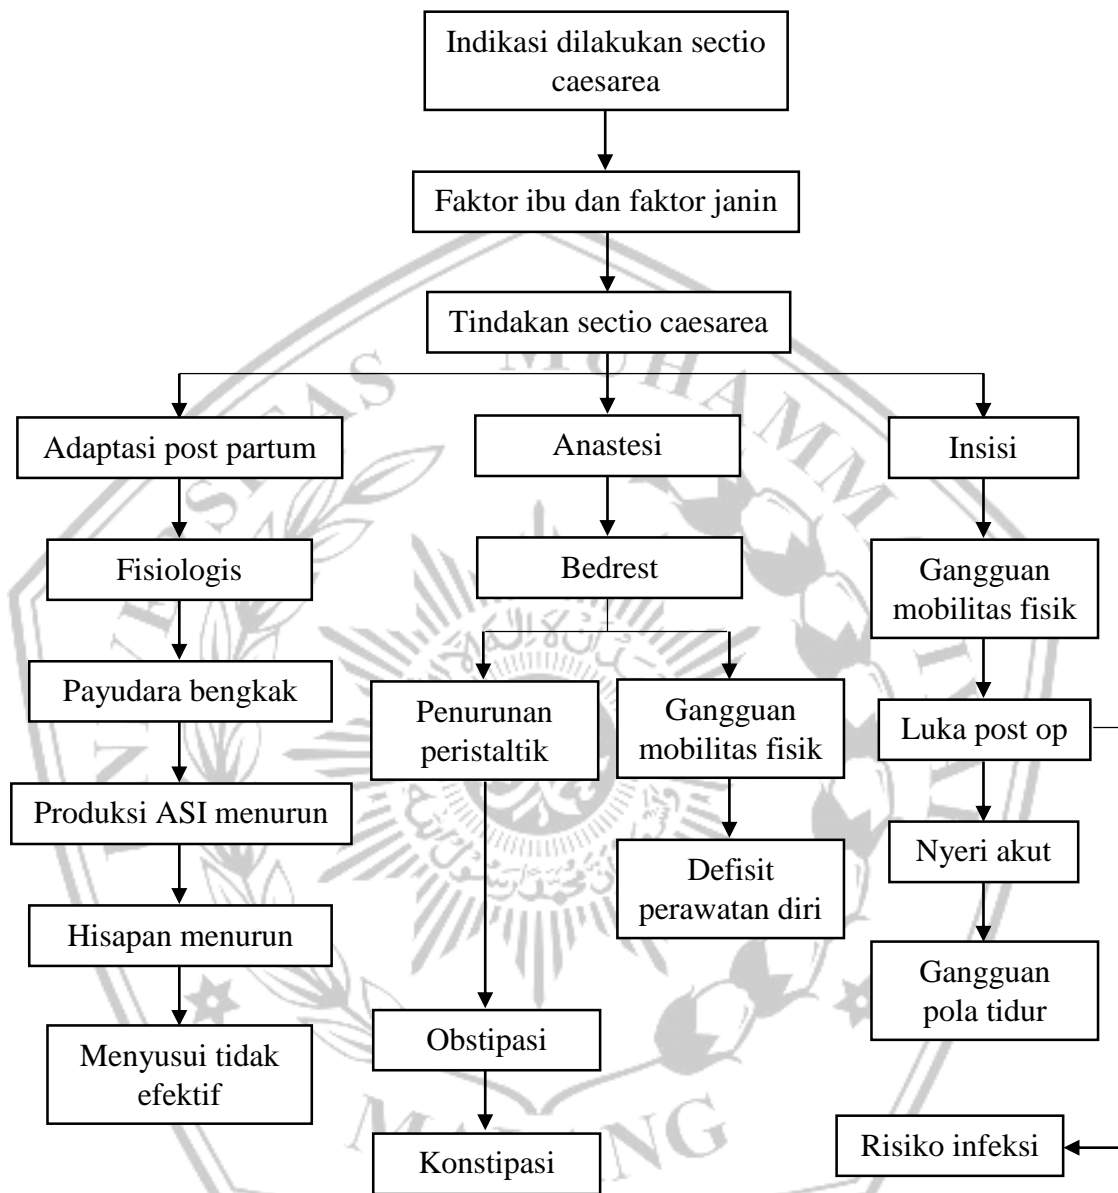 Indikasi dilakukan sectio
caesarea
Faktor ibu dan faktor janin
Tindakan sectio caesarea
Adaptasi post partum
Anastesi
Insisi
Fisiologis
Bedrest
Gangguan
mobilitas fisik
Payudara bengkak
Penurunan
peristaltik
Gangguan
mobilitas fisik
Luka post op
Produksi ASI menurun
Nyeri akut
Defisit
perawatan diri
Hisapan menurun
Gangguan
pola tidur
Obstipasi
Menyusui tidak
efektif
Konstipasi
Risiko infeksi